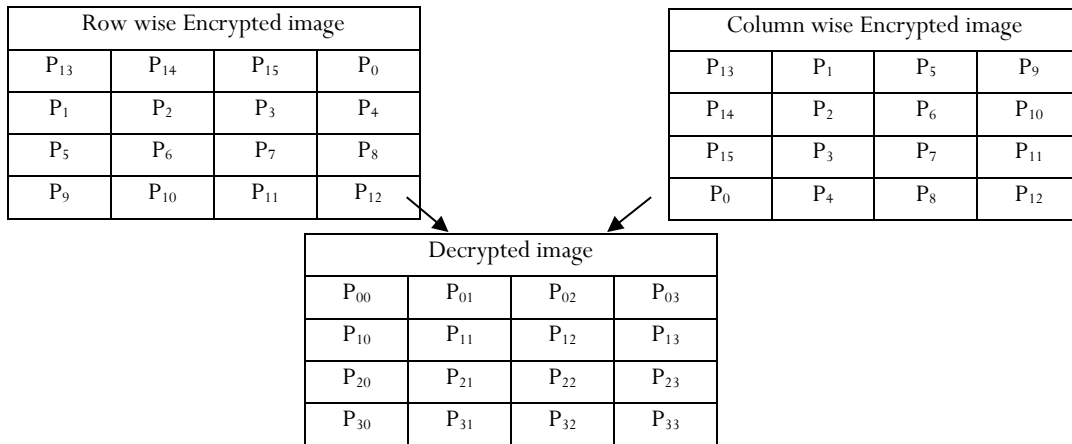 Row wise Encrypted image
P₁₃ P₁₄ P₁₅ P₀
P₁ P₂ P₃ P₄
P₅ P₆ P₇ P₈
P₉ P₁₀ P₁₁ P₁₂
Column wise Encrypted image
P₁₃ P₁ P₅ P₉
P₁₄ P₂ P₆ P₁₀
P₁₅ P₃ P₇ P₁₁
P₀ P₄ P₈ P₁₂
Decrypted image
P₀₀ P₀₁ P₀₂ P₀₃
P₁₀ P₁₁ P₁₂ P₁₃
P₂₀ P₂₁ P₂₂ P₂₃
P₃₀ P₃₁ P₃₂ P₃₃